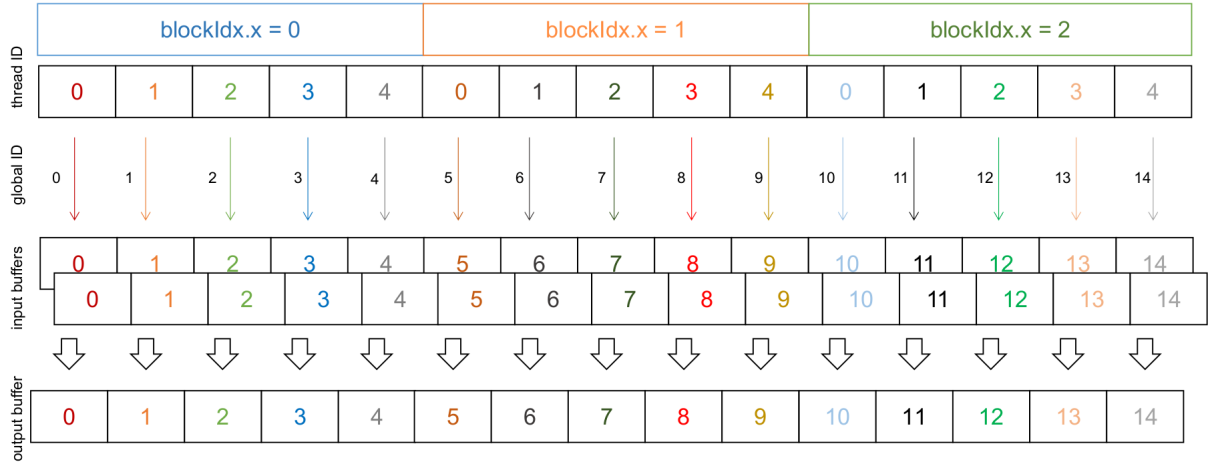 blockIdx.x = 0 blockIdx.x = 1 blockIdx.x = 2
thread ID
0 1 2 3 4 0 1 2 3 4 0 1 2 3 4
global ID
0 1 2 3 4 5 6 7 8 9 10 11 12 13 14
input buffers
0 1 2 3 4 5 6 7 8 9 10 11 12 13 14
0 1 2 3 4 5 6 7 8 9 10 11 12 13 14
output buffer
0 1 2 3 4 5 6 7 8 9 10 11 12 13 14